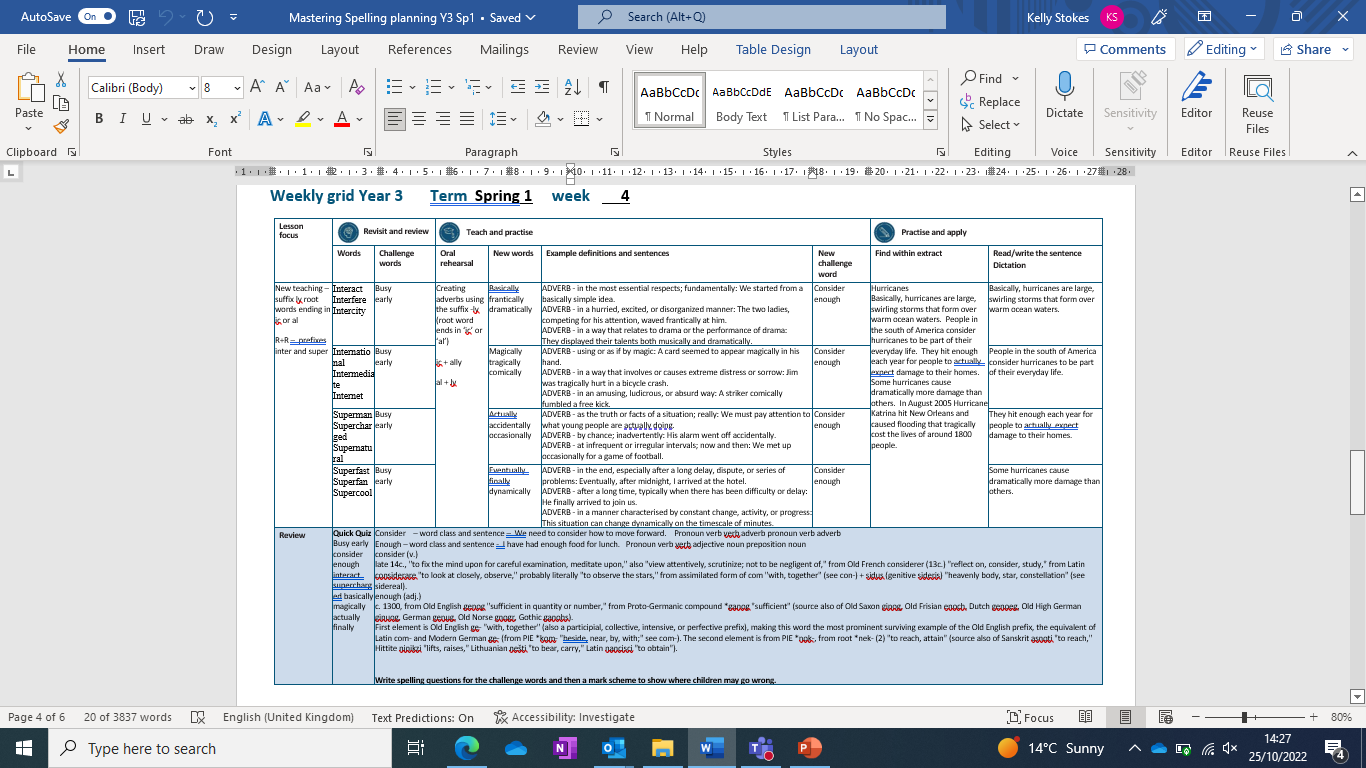 AutoSave On Mastering Spelling planning Y3 Sp1 • Saved Search (Alt+Q) Kelly Stokes KS
File Home Insert Draw Design Layout References Mailings Review View Help Table Design Layout Comments Editing Share
Paste
Clipboard
Calibri (Body) 8
Font
Paragraph
AaBbCcDc AaBbCcDdE AaBbCcDc AaBbCcDc
¶ Normal Body Text ¶ List Para... ¶ No Spac...
Styles
Find
Replace
Select
Editing
Dictate
Voice
Sensitivity
Sensitivity
Editor
Editor
Reuse Files
Reuse Files
Weekly grid Year 3 Term Spring 1 week 4
Lesson focus
Revisit and review
Teach and practise
Practise and apply
Words
Challenge words
Oral rehearsal
New words
Example definitions and sentences
New challenge word
Find within extract
Read/write the sentence
Dictation
New teaching –
suffix ly root
words ending in
ic or al
R+R – prefixes
inter and super
Interact
Interfere
Intercity
Busy
early
Creating
adverbs using
the suffix -ly
(root word
ends in ‘ic’ or
‘al’)
ic + ally
al + ly
Basically
frantically
dramatically
ADVERB - in the most essential respects; fundamentally: We started from a
basically simple idea.
ADVERB - in a hurried, excited, or disorganized manner: The two ladies,
competing for his attention, waved frantically at him.
ADVERB - in a way that relates to drama or the performance of drama:
They displayed their talents both musically and dramatically.
Consider
enough
Hurricanes
Basically, hurricanes are large,
swirling storms that form over
warm ocean waters. People in
the south of America consider
hurricanes to be part of their
everyday life. They hit enough
each year for people to actually expect damage to their homes.
Some hurricanes cause
dramatically more damage than
others. In August 2005 Hurricane
Katrina hit New Orleans and
caused flooding that tragically
cost the lives of around 1800
people.
Basically, hurricanes are large,
swirling storms that form over
warm ocean waters.
Internatio
nal
Intermedia
te
Internet
Busy
early
Magically
tragically
comically
ADVERB - using or as if by magic: A card seemed to appear magically in his
hand.
ADVERB - in a way that involves or causes extreme distress or sorrow: Jim
was tragically hurt in a bicycle crash.
ADVERB - in an amusing, ludicrous, or absurd way: A striker comically
fumbled a free kick.
Consider
enough
People in the south of America
consider hurricanes to be part
of their everyday life.
Superman
Superchar
ged
Supernatu
ral
Busy
early
Actually
accidentally
occasionally
ADVERB - as the truth or facts of a situation; really: We must pay attention to
what young people are actually doing.
ADVERB - by chance; inadvertently: His alarm went off accidentally.
ADVERB - at infrequent or irregular intervals; now and then: We met up
occasionally for a game of football.
Consider
enough
They hit enough each year for
people to actually expect
damage to their homes.
Superfast
Superfan
Supercool
Busy
early
Eventually
finally
dynamically
ADVERB - in the end, especially after a long delay, dispute, or series of
problems: Eventually, after midnight, I arrived at the hotel.
ADVERB - after a long time, typically when there has been difficulty or delay:
He finally arrived to join us.
ADVERB - in a manner characterised by constant change, activity, or progress:
This situation can change dynamically on the timescale of minutes.
Consider
enough
Some hurricanes cause
dramatically more damage than
others.
Review
Quick Quiz
Busy early
consider
enough
interact
supercharg
ed basically
magically
actually
finally
Consider – word class and sentence – We need to consider how to move forward. Pronoun verb verb adverb pronoun verb adverb
Enough – word class and sentence – I have had enough food for lunch. Pronoun verb verb adjective noun preposition noun
consider (v.)
late 14c., "to fix the mind upon for careful examination, meditate upon," also "view attentively, scrutinize; not to be negligent of," from Old French considerer (13c.) "reflect on, consider, study," from Latin
considerare "to look at closely, observe," probably literally "to observe the stars," from assimilated form of com "with, together" (see con-) + sidus (genitive sideris) "heavenly body, star, constellation" (see
sidereal).
enough (adj.)
c. 1300, from Old English genog "sufficient in quantity or number," from Proto-Germanic compound *ganog "sufficient" (source also of Old Saxon ginog, Old Frisian enoch, Dutch genoeg, Old High German
ginuog, German genug, Old Norse gnogr, Gothic ganohs).
First element is Old English ge- "with, together" (also a participial, collective, intensive, or perfective prefix), making this word the most prominent surviving example of the Old English prefix, the equivalent of
Latin com- and Modern German ge- (from PIE *kom- "beside, near, by, with;" see com-). The second element is from PIE *nok-, from root *nek- (2) "to reach, attain" (source also of Sanskrit asnoti "to reach,"
Hittite ninikzi "lifts, raises," Lithuanian nešti "to bear, carry," Latin nancisci "to obtain").
Write spelling questions for the challenge words and then a mark scheme to show where children may go wrong.
Page 4 of 6 20 of 3837 words English (United Kingdom) Text Predictions: On Accessibility: Investigate Focus 80%
Type here to search 14°C Sunny 14:27
25/10/2022 4